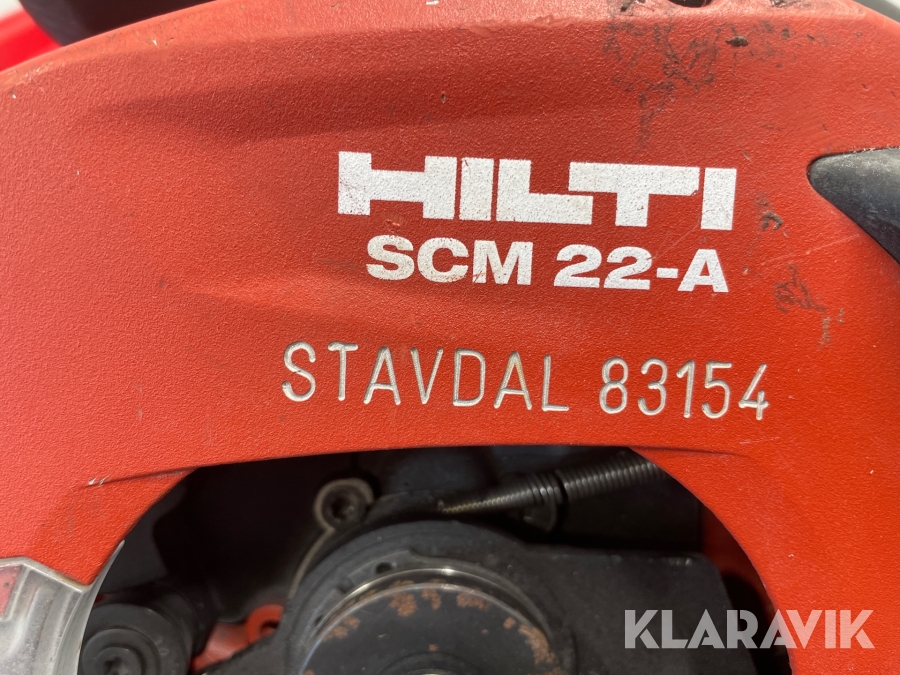 HILTI
SCM 22-A
STAVDAL 83154
KLARAVIK